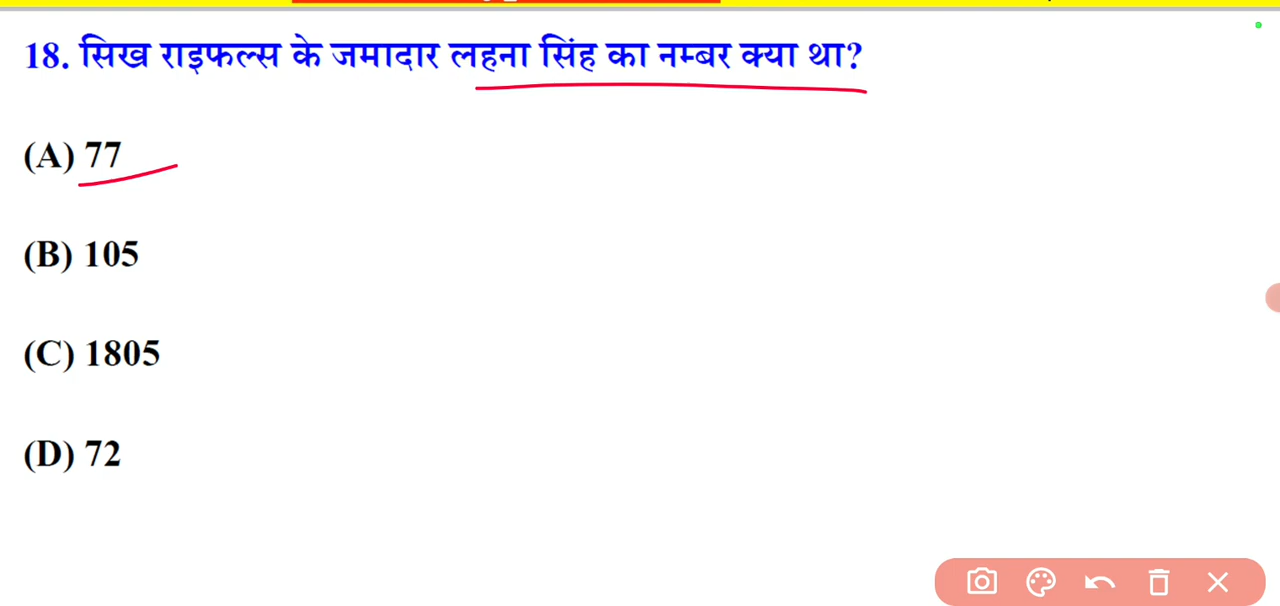 18. सिख राइफल्स के जमादार लहना सिंह का नम्बर क्या था?
(A) 77
(B) 105
(C) 1805
(D) 72